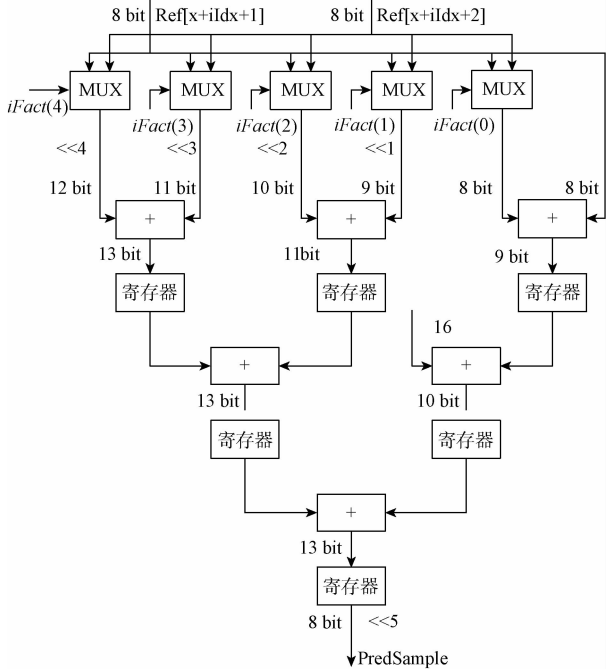 8 bit Ref[x+iIdx+1] 8 bit Ref[x+iIdx+2]
MUX MUX MUX MUX MUX
iFact(4) iFact(3) iFact(2) iFact(1) iFact(0)
<<4 <<3 <<2 <<1
12 bit 11 bit 10 bit 9 bit 8 bit 8 bit
+ + +
13 bit 11bit 9 bit
寄存器 寄存器 寄存器
16
+ +
13 bit 10 bit
寄存器 寄存器
+
13 bit
寄存器
8 bit <<5
PredSample